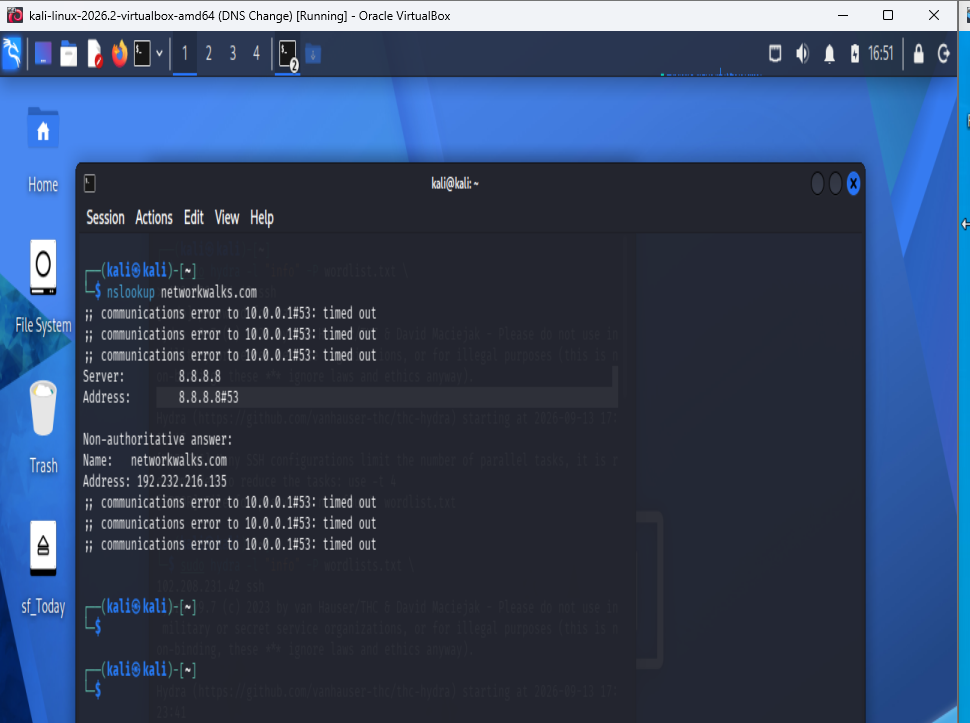 kali-linux-2026.2-virtualbox-amd64 (DNS Change) [Running] - Oracle VirtualBox
1 2 3 4 2 16:51
Home
File System
Trash
sf_Today
kali@kali: ~
Session Actions Edit View Help
┌──(kali㉿kali)-[~]
└─$ nslookup networkwalks.com
;; communications error to 10.0.0.1#53: timed out
;; communications error to 10.0.0.1#53: timed out
;; communications error to 10.0.0.1#53: timed out
Server: 8.8.8.8
Address: 8.8.8.8#53
Non-authoritative answer:
Name: networkwalks.com
Address: 192.232.216.135
;; communications error to 10.0.0.1#53: timed out
;; communications error to 10.0.0.1#53: timed out
;; communications error to 10.0.0.1#53: timed out
┌──(kali㉿kali)-[~]
└─$
┌──(kali㉿kali)-[~]
└─$